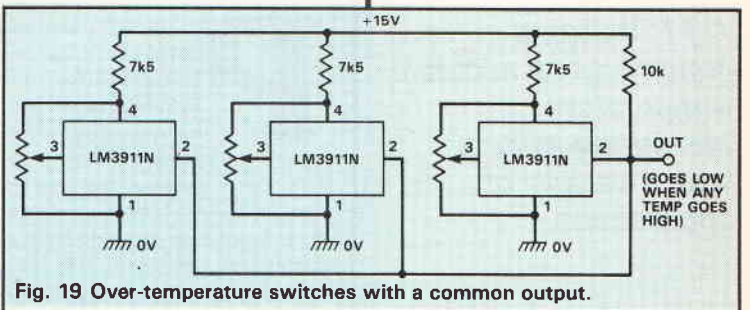 +15V
7k5
7k5
7k5
10k
4
4
4
3
LM3911N
2
3
LM3911N
2
3
LM3911N
2
OUT
(GOES LOW
WHEN ANY
TEMP GOES
HIGH)
1
1
1
0V
0V
0V
Fig. 19 Over-temperature switches with a common output.